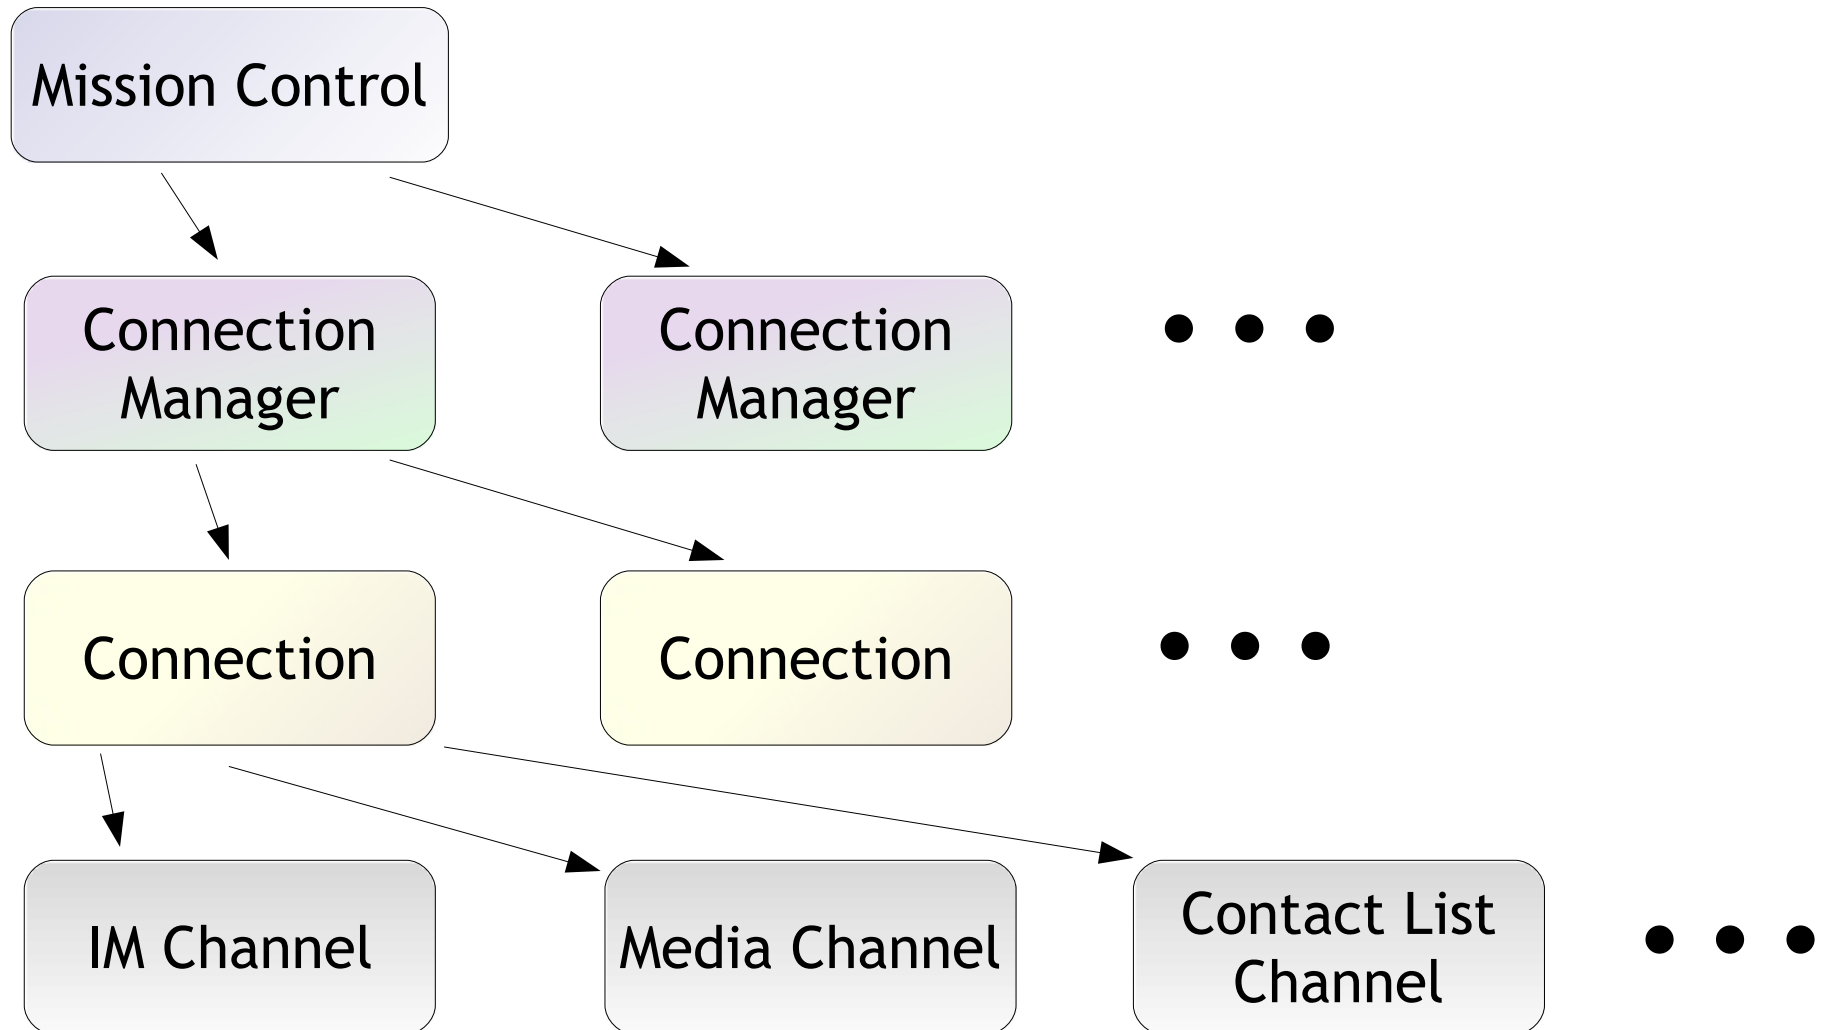 Mission Control
Connection
Manager
Connection
Manager
Connection
Connection
IM Channel
Media Channel
Contact List
Channel